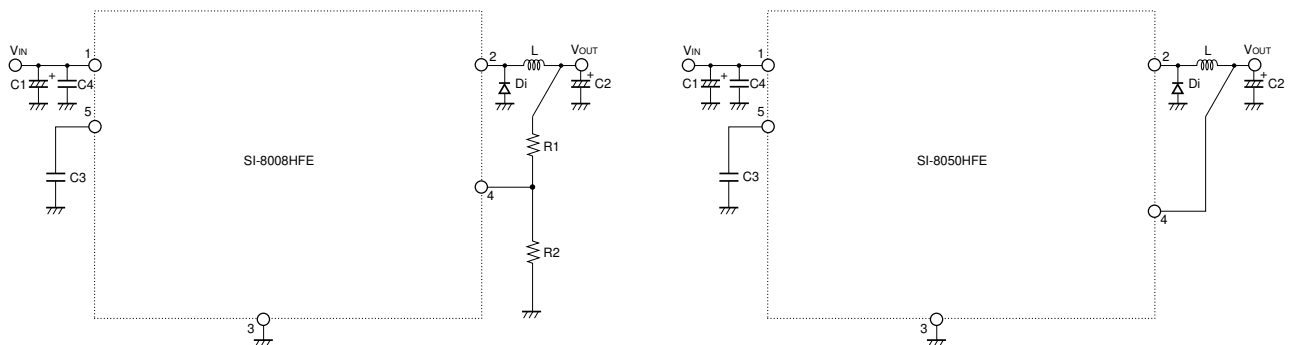 VIN
1
C1
+
C4
5
C3
SI-8008HFE
2
L
VOUT
Di
+
C2
R1
4
R2
3
VIN
1
C1
+
C4
5
C3
SI-8050HFE
2
L
VOUT
Di
+
C2
4
3